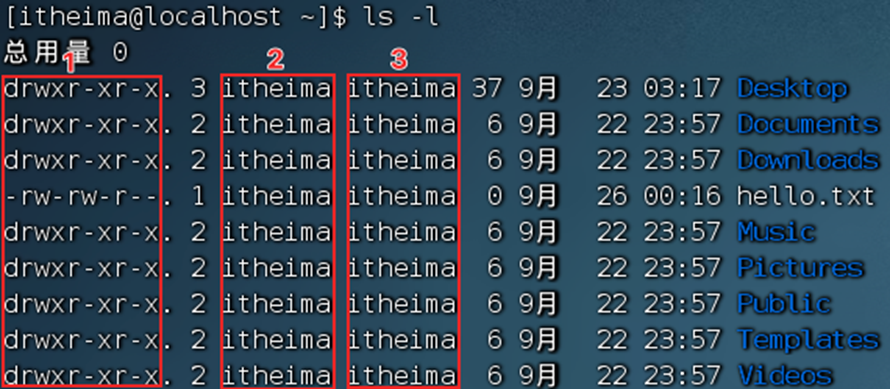 [itheima@localhost ~]$ ls -l
总用量 0
1 2 3
drwxr-xr-x. 3 itheima itheima 37 9月 23 03:17 Desktop
drwxr-xr-x. 2 itheima itheima 6 9月 22 23:57 Documents
drwxr-xr-x. 2 itheima itheima 6 9月 22 23:57 Downloads
-rw-rw-r--. 1 itheima itheima 0 9月 26 00:16 hello.txt
drwxr-xr-x. 2 itheima itheima 6 9月 22 23:57 Music
drwxr-xr-x. 2 itheima itheima 6 9月 22 23:57 Pictures
drwxr-xr-x. 2 itheima itheima 6 9月 22 23:57 Public
drwxr-xr-x. 2 itheima itheima 6 9月 22 23:57 Templates
drwxr-xr-x. 2 itheima itheima 6 9月 22 23:57 Videos